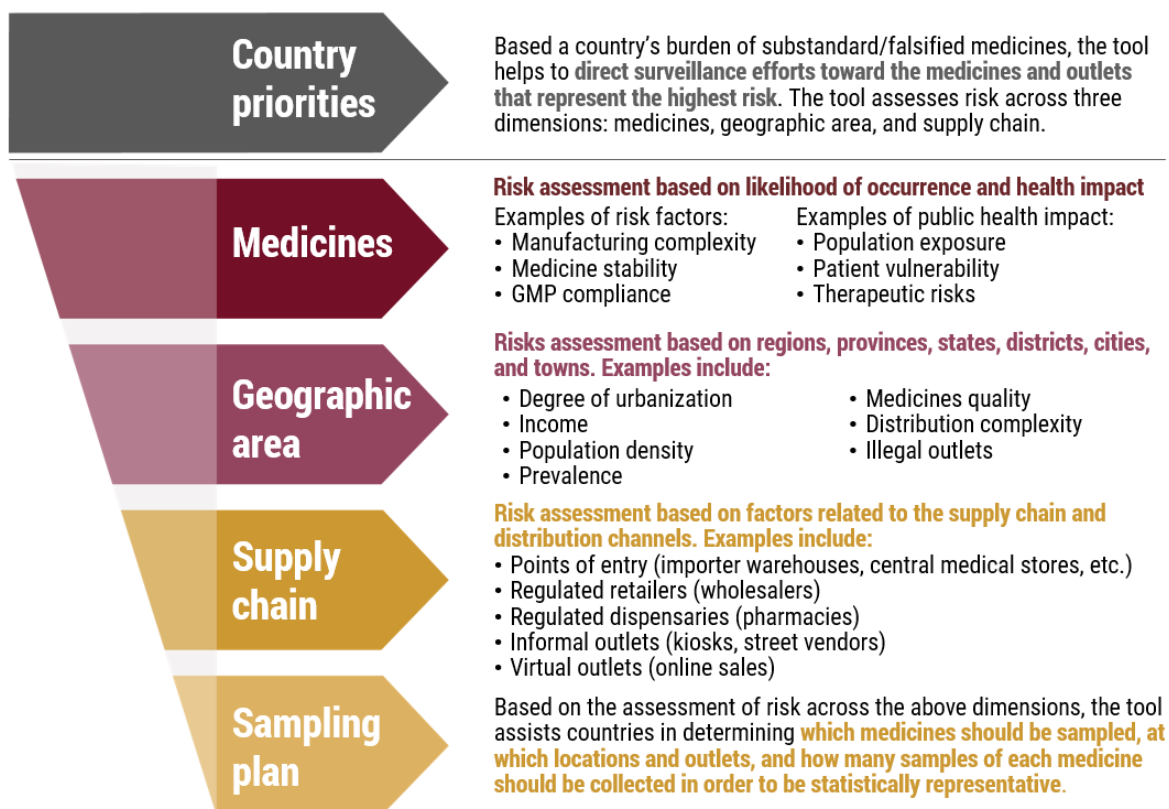 Country
priorities
Based a country's burden of substandard/falsified medicines, the tool
helps to direct surveillance efforts toward the medicines and outlets
that represent the highest risk. The tool assesses risk across three
dimensions: medicines, geographic area, and supply chain.
Medicines
Risk assessment based on likelihood of occurrence and health impact
Examples of risk factors:
• Manufacturing complexity
• Medicine stability
• GMP compliance
Examples of public health impact:
• Population exposure
• Patient vulnerability
• Therapeutic risks
Geographic
area
Risks assessment based on regions, provinces, states, districts, cities,
and towns. Examples include:
• Degree of urbanization
• Income
• Population density
• Prevalence
• Medicines quality
• Distribution complexity
• Illegal outlets
Supply
chain
Risk assessment based on factors related to the supply chain and
distribution channels. Examples include:
• Points of entry (importer warehouses, central medical stores, etc.)
• Regulated retailers (wholesalers)
• Regulated dispensaries (pharmacies)
• Informal outlets (kiosks, street vendors)
• Virtual outlets (online sales)
Sampling
plan
Based on the assessment of risk across the above dimensions, the tool
assists countries in determining which medicines should be sampled, at
which locations and outlets, and how many samples of each medicine
should be collected in order to be statistically representative.